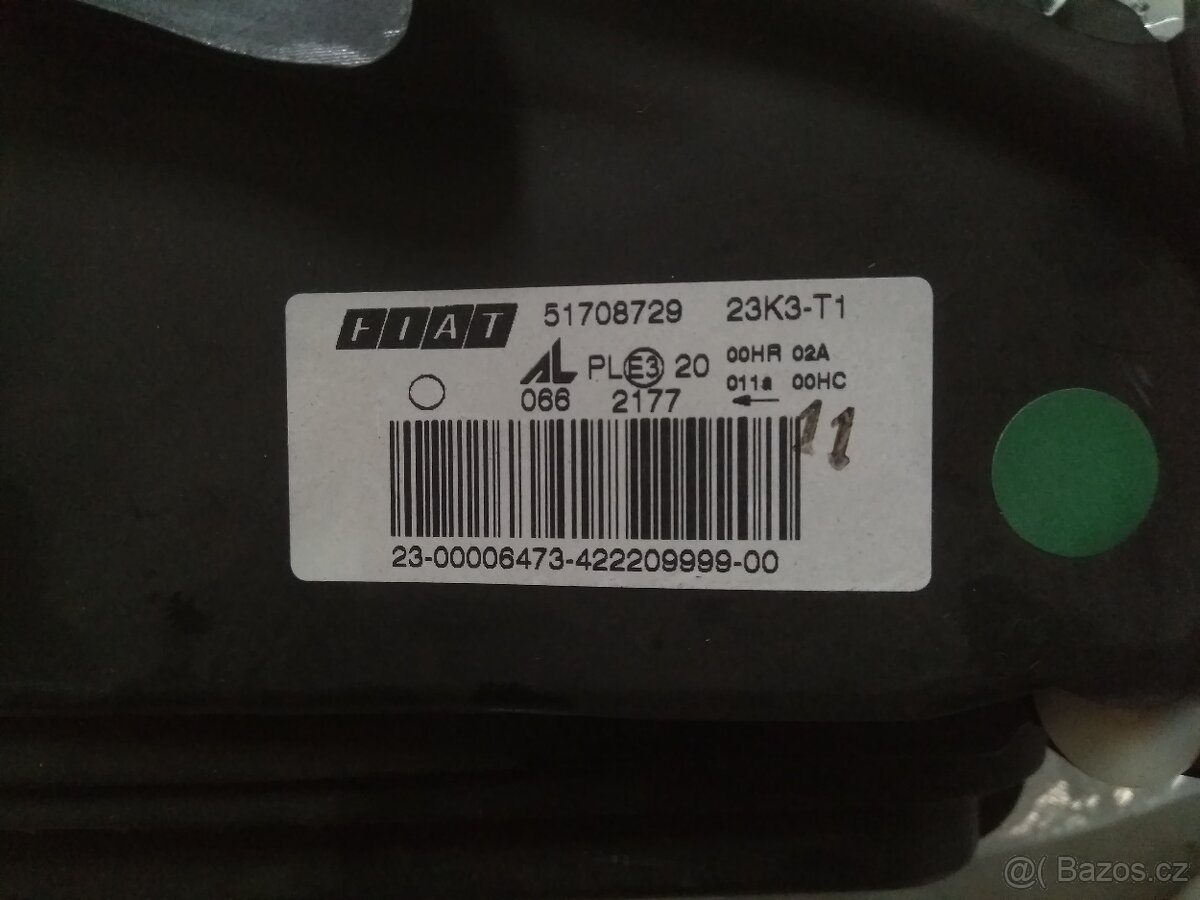 FIAT 51708729 23K3-T1
AL PL E3 20 00HR 02A
011a 00HC
066 2177
11
23-00006473-422209999-00
@( Bazos.cz